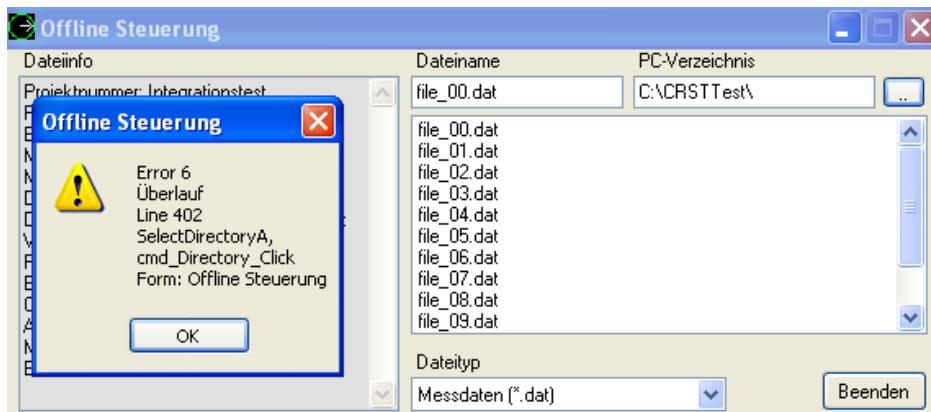 Offline Steuerung
Dateiinfo
Dateiname
PC-Verzeichnis
Projektnummer: Integrationstest
file_00.dat
C:\CRSTTest\
..
Offline Steuerung
Error 6
Überlauf
Line 402
SelectDirectoryA,
cmd_Directory_Click
Form: Offline Steuerung
OK
file_00.dat
file_01.dat
file_02.dat
file_03.dat
file_04.dat
file_05.dat
file_06.dat
file_07.dat
file_08.dat
file_09.dat
Dateityp
Messdaten (*.dat)
Beenden